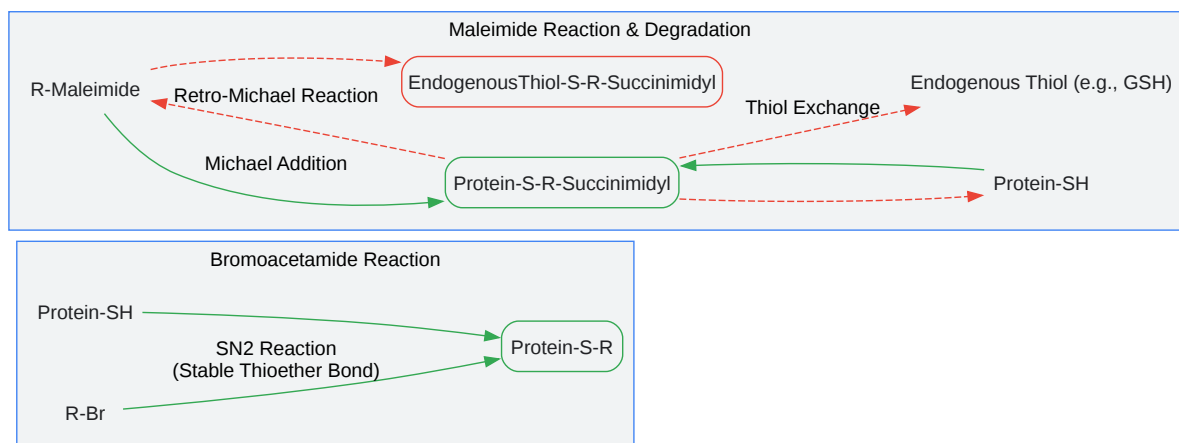 Maleimide Reaction & Degradation
R-Maleimide
EndogenousThiol-S-R-Succinimidyl
Endogenous Thiol (e.g., GSH)
Retro-Michael Reaction
Thiol Exchange
Michael Addition
Protein-S-R-Succinimidyl
Protein-SH
Bromoacetamide Reaction
Protein-SH
SN2 Reaction
(Stable Thioether Bond)
Protein-S-R
R-Br